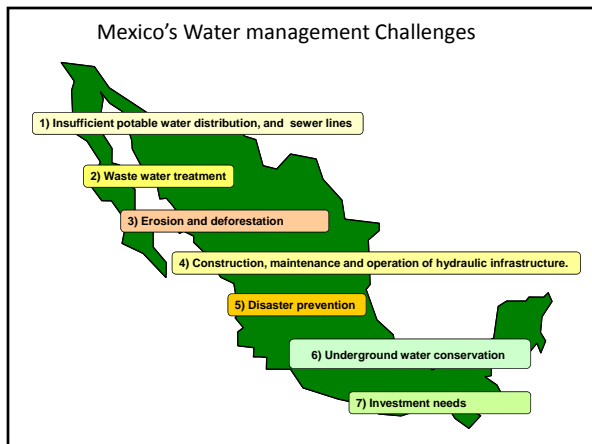 Mexico's Water management Challenges
1) Insufficient potable water distribution, and sewer lines
2) Waste water treatment
3) Erosion and deforestation
4) Construction, maintenance and operation of hydraulic infrastructure.
5) Disaster prevention
6) Underground water conservation
7) Investment needs